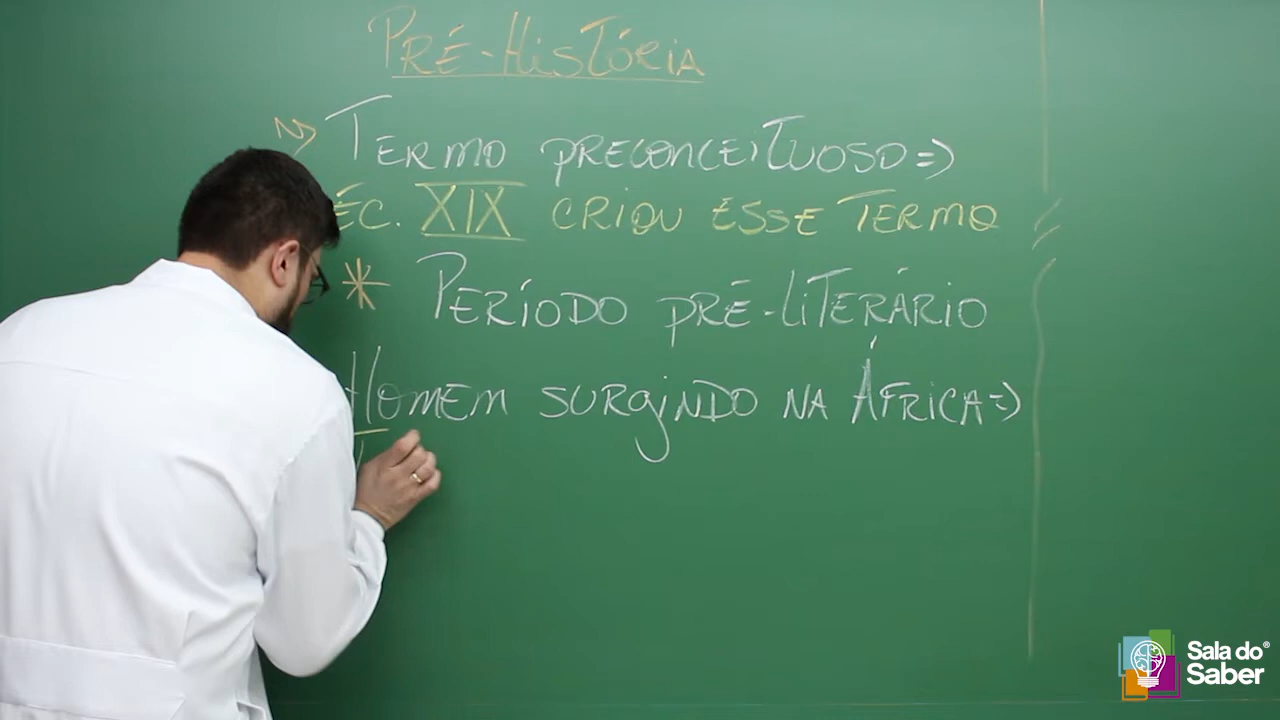 PRÉ-HISTÓRIA
TERMO PRECONCEITUOSO =>
ÉC. XIX CRIOU ESSE TERMO
* PERÍODO PRÉ-LITERÁRIO
HOMEM SURGINDO NA ÁFRICA =>
Sala do®
Saber